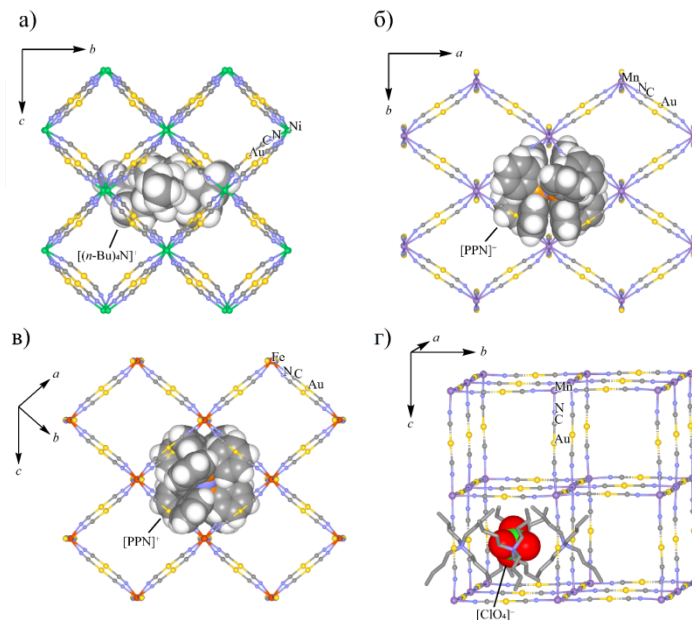 а)
b
c
Au
C
N
Ni
[(n-Bu)₄N]⁺
б)
a
b
Mn
N
C
Au
[PPN]⁻
в)
a
b
c
Fe
N
C
Au
[PPN]⁺
г)
a
b
c
Mn
N
C
Au
[ClO₄]⁻